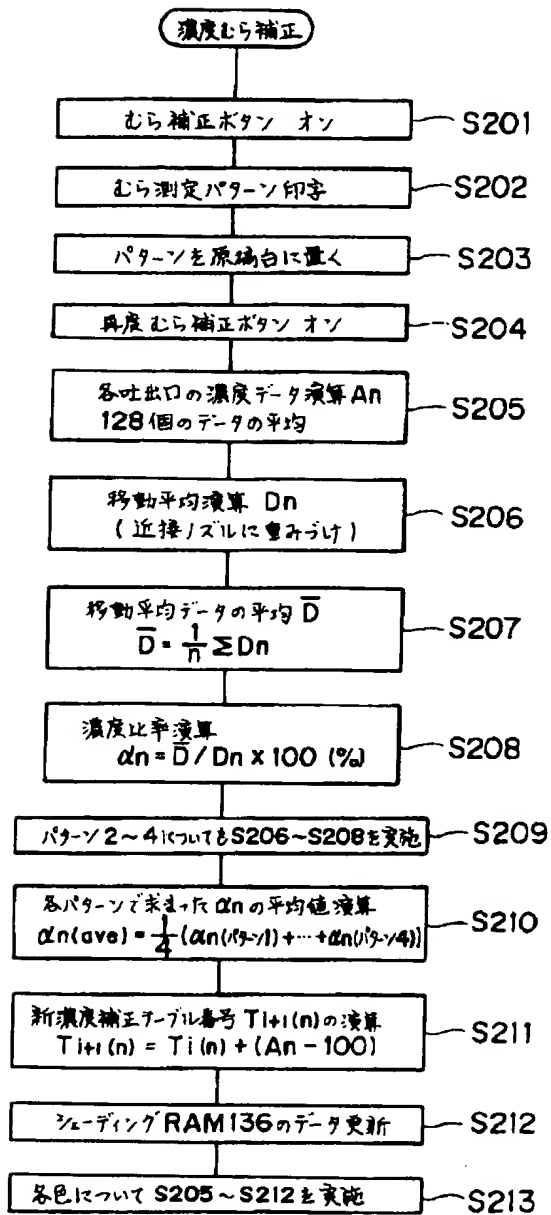 濃度むら補正
むら補正ボタン オン
S201
むら測定パターン印字
S202
パターンを原稿台に置く
S203
再度むら補正ボタン オン
S204
各吐出口の濃度データ演算An
128個のデータの平均
S205
移動平均演算 Dn
(近接ノズルに重みづけ)
S206
移動平均データの平均 D̅
D̅ = 1/n ΣDn
S207
濃度比率演算
αn = D̅ / Dn × 100 (%)
S208
パターン2〜4についてもS206〜S208を実施
S209
各パターンで求まったαnの平均値演算
αn(ave) = 1/4 (αn(パターン1) + … + αn(パターン4))
S210
新濃度補正テーブル番号 Ti+1(n)の演算
Ti+1(n) = Ti(n) + (An − 100)
S211
シェーディングRAM136のデータ更新
S212
各色について S205〜S212を実施
S213